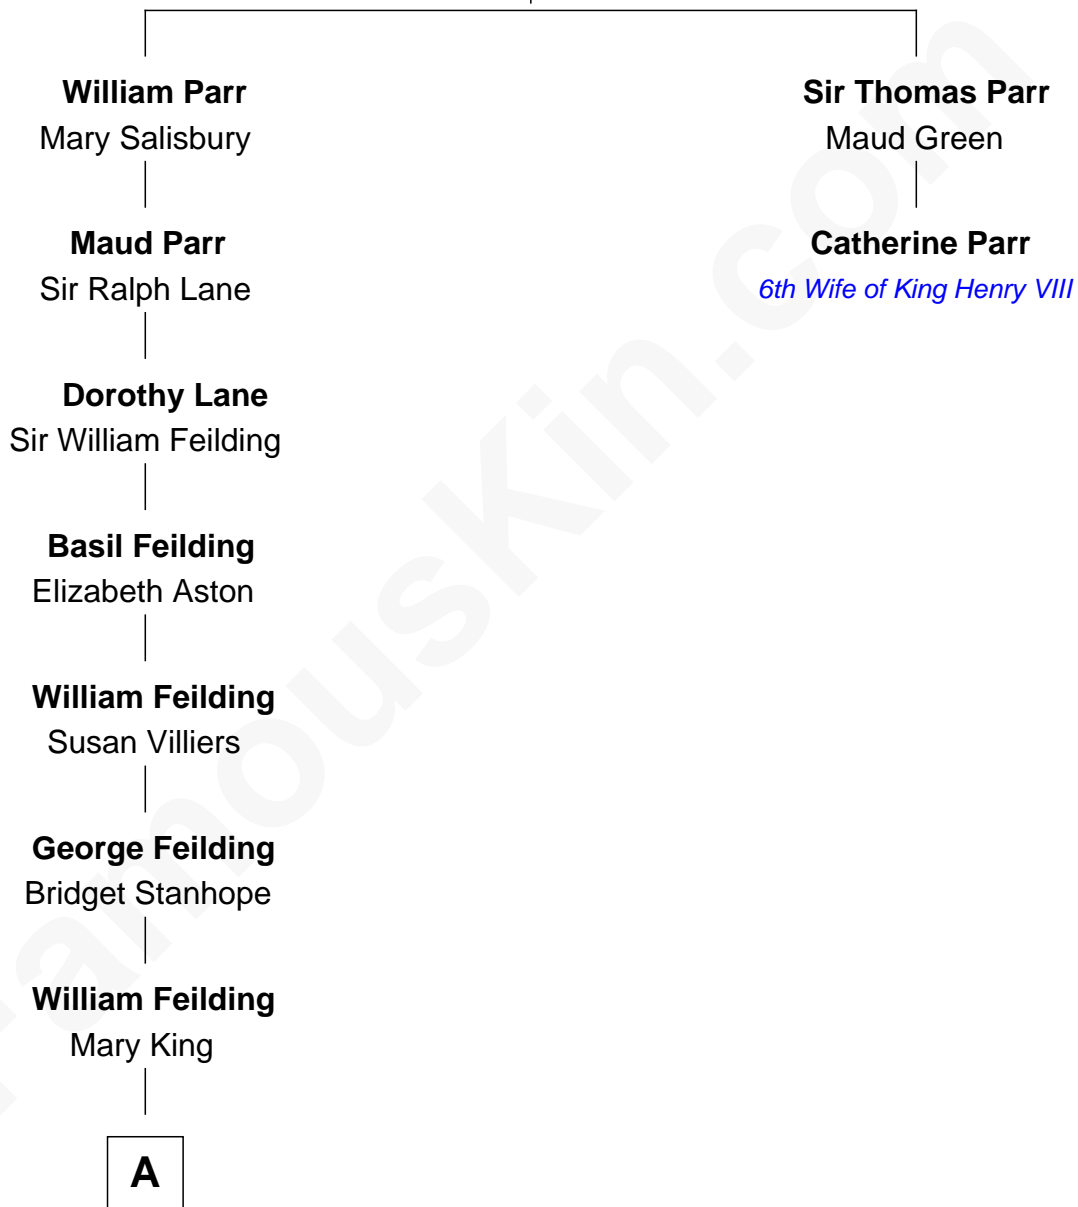 William Parr
Mary Salisbury
Sir Thomas Parr
Maud Green
Maud Parr
Sir Ralph Lane
Catherine Parr
6th Wife of King Henry VIII
Dorothy Lane
Sir William Feilding
Basil Feilding
Elizabeth Aston
William Feilding
Susan Villiers
George Feilding
Bridget Stanhope
William Feilding
Mary King
A
FamousKin.com